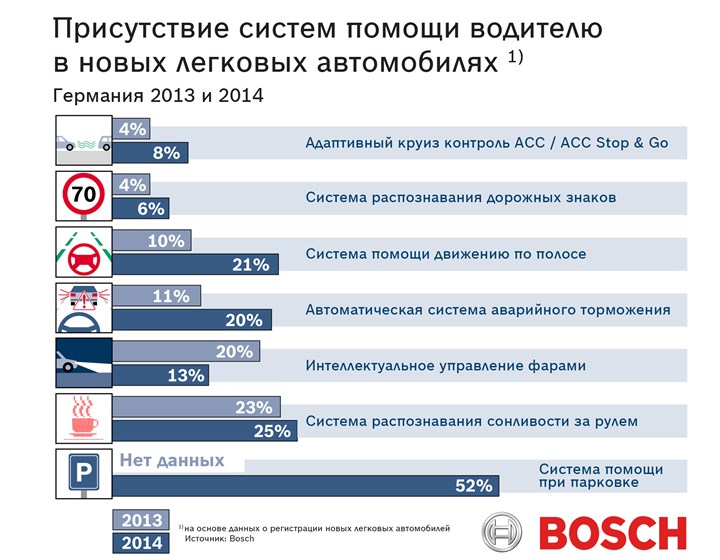 Присутствие систем помощи водителю
в новых легковых автомобилях 1)
Германия 2013 и 2014
4%
8%
Адаптивный круиз контроль ACC / ACC Stop & Go
70
4%
6%
Система распознавания дорожных знаков
10%
21%
Система помощи движению по полосе
11%
20%
Автоматическая система аварийного торможения
20%
13%
Интеллектуальное управление фарами
23%
25%
Система распознавания сонливости за рулем
P
Нет данных
52%
Система помощи
при парковке
2013
2014
1) на основе данных о регистрации новых легковых автомобилей
Источник: Bosch
BOSCH